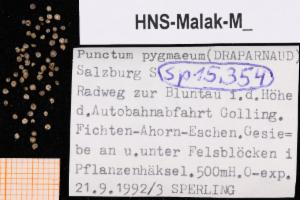 HNS-Malak-M_
Punctum pygmaeum(DRAPARNAUD)
Salzburg S
Sp15.354
Radweg zur Bluntau i.d.Höhe
d.Autobahnabfahrt Golling.
Fichten-Ahorn-Eschen.Gesie=
be an u.unter Felsblöcken i
Pflanzenhäksel.500mH.O-exp.
21.9.1992/3 SPERLING